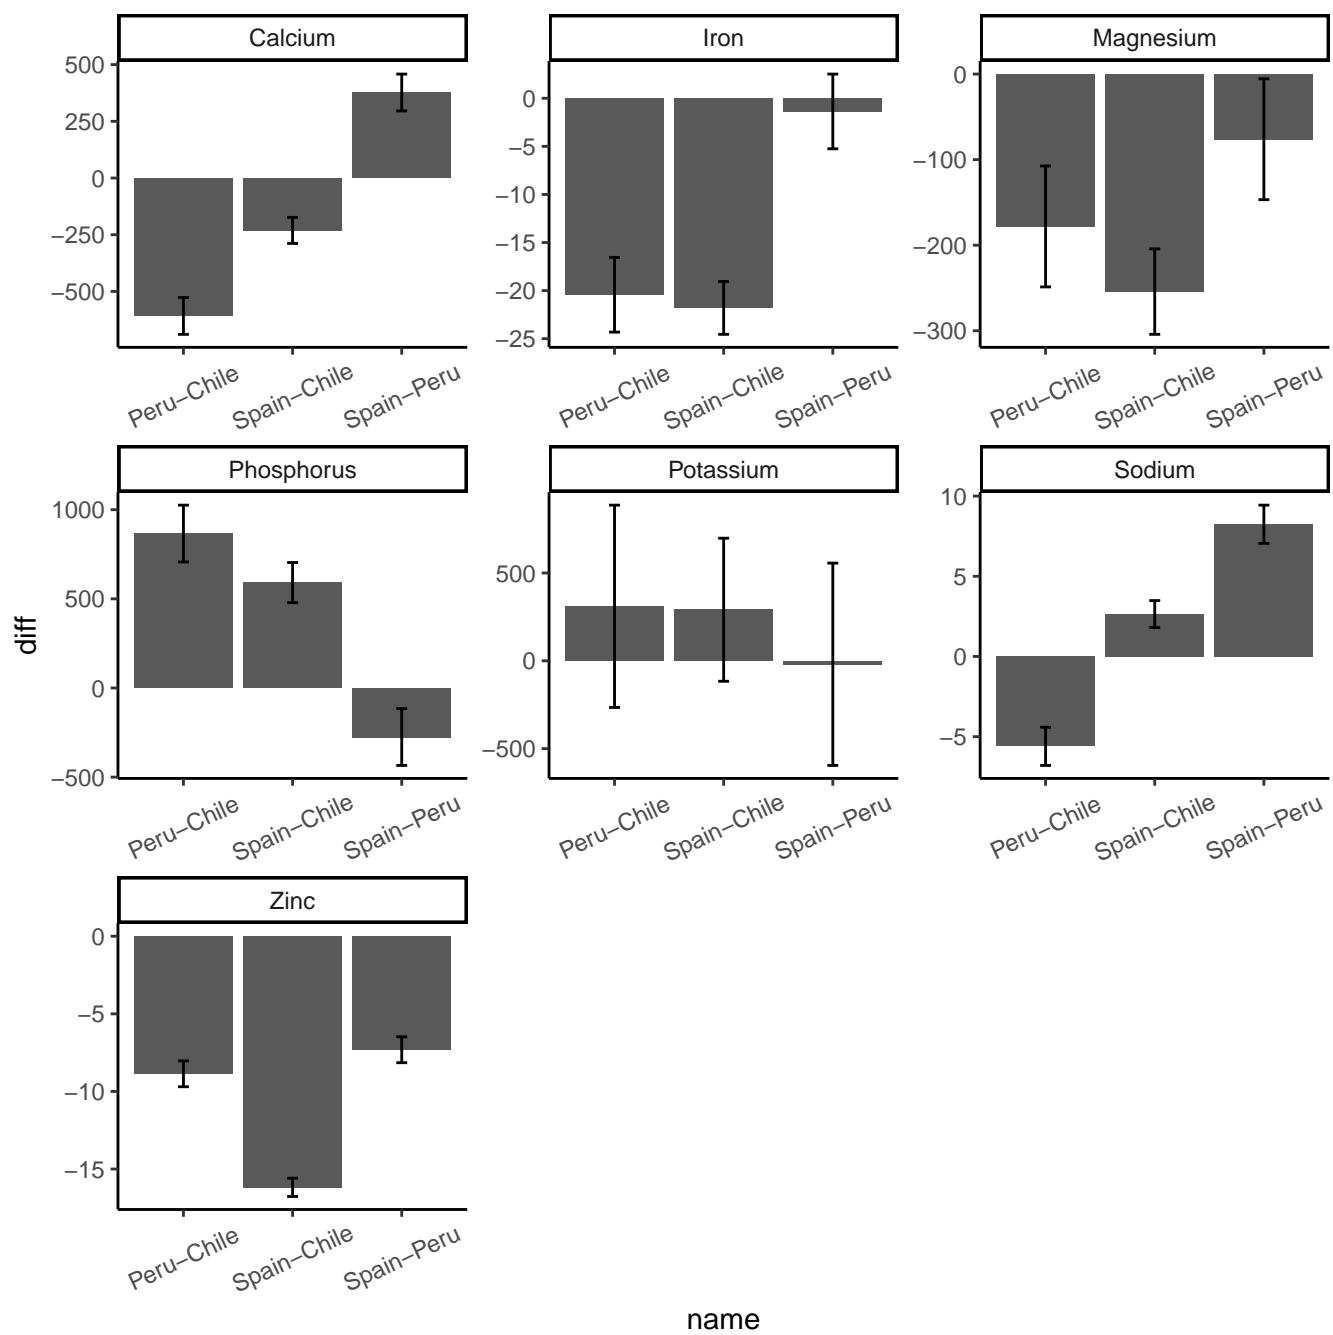 Calcium
Iron
Magnesium
500
250
0
−250
−500
0
−5
−10
−15
−20
−25
0
−100
−200
−300
Peru−Chile
Spain−Chile
Spain−Peru
Peru−Chile
Spain−Chile
Spain−Peru
Peru−Chile
Spain−Chile
Spain−Peru
Phosphorus
Potassium
Sodium
1000
500
0
−500
500
0
−500
10
5
0
−5
Peru−Chile
Spain−Chile
Spain−Peru
Peru−Chile
Spain−Chile
Spain−Peru
Peru−Chile
Spain−Chile
Spain−Peru
diff
Zinc
0
−5
−10
−15
Peru−Chile
Spain−Chile
Spain−Peru
name